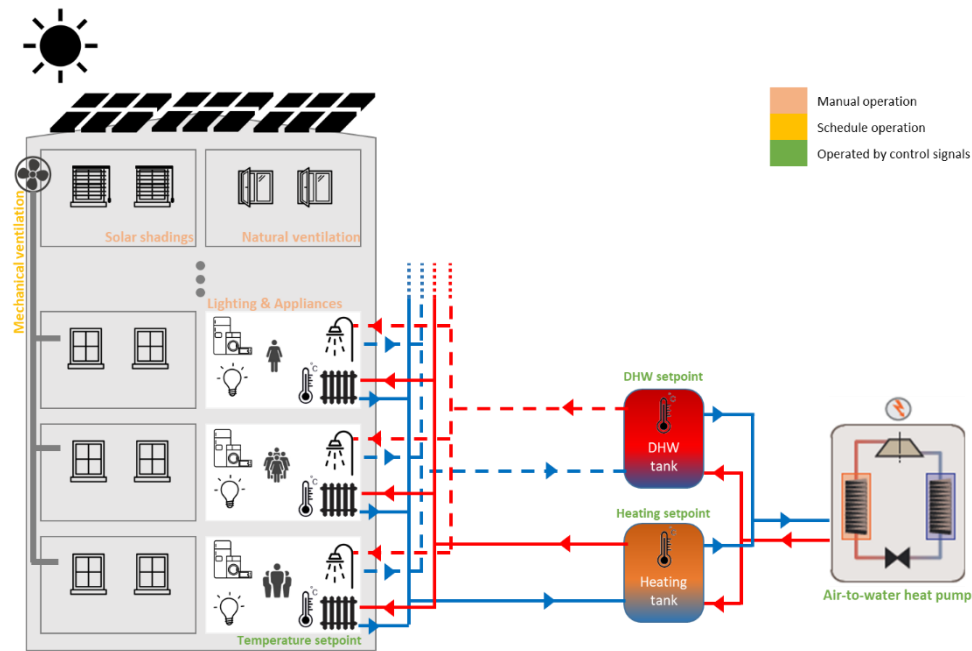 Manual operation
Schedule operation
Operated by control signals
Mechanical ventilation
Solar shadings
Natural ventilation
Lighting & Appliances
°C
°C
°C
Temperature setpoint
DHW setpoint
°C
DHW
tank
Heating setpoint
°C
Heating
tank
Air-to-water heat pump